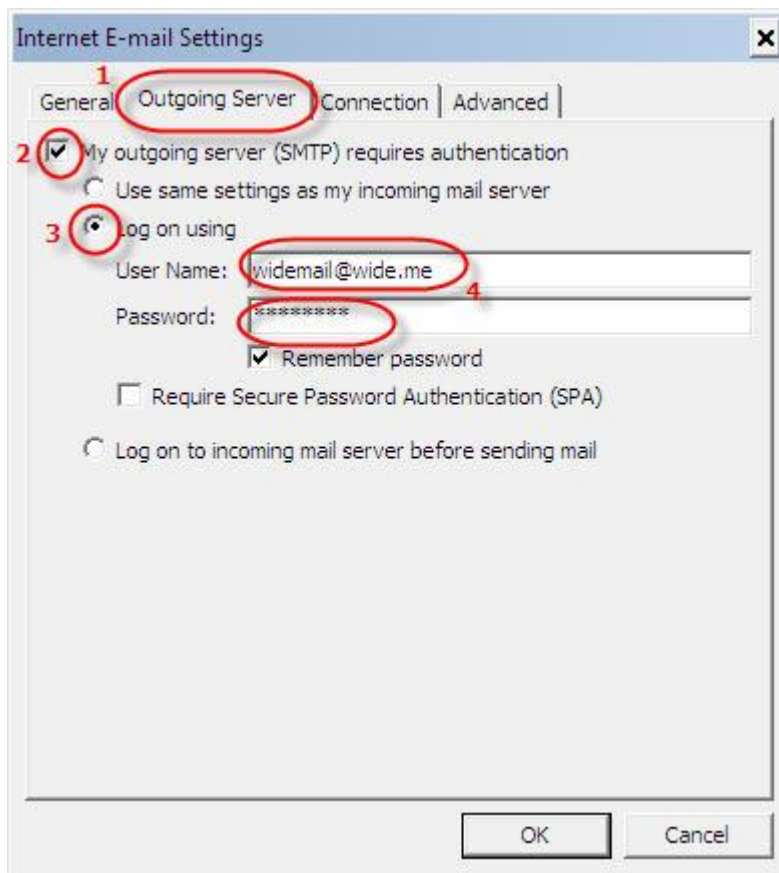 Internet E-mail Settings
1
General Outgoing Server Connection Advanced
2 My outgoing server (SMTP) requires authentication
Use same settings as my incoming mail server
3 Log on using
User Name: widemail@wide.me
4
Password: ********
Remember password
Require Secure Password Authentication (SPA)
Log on to incoming mail server before sending mail
OK Cancel